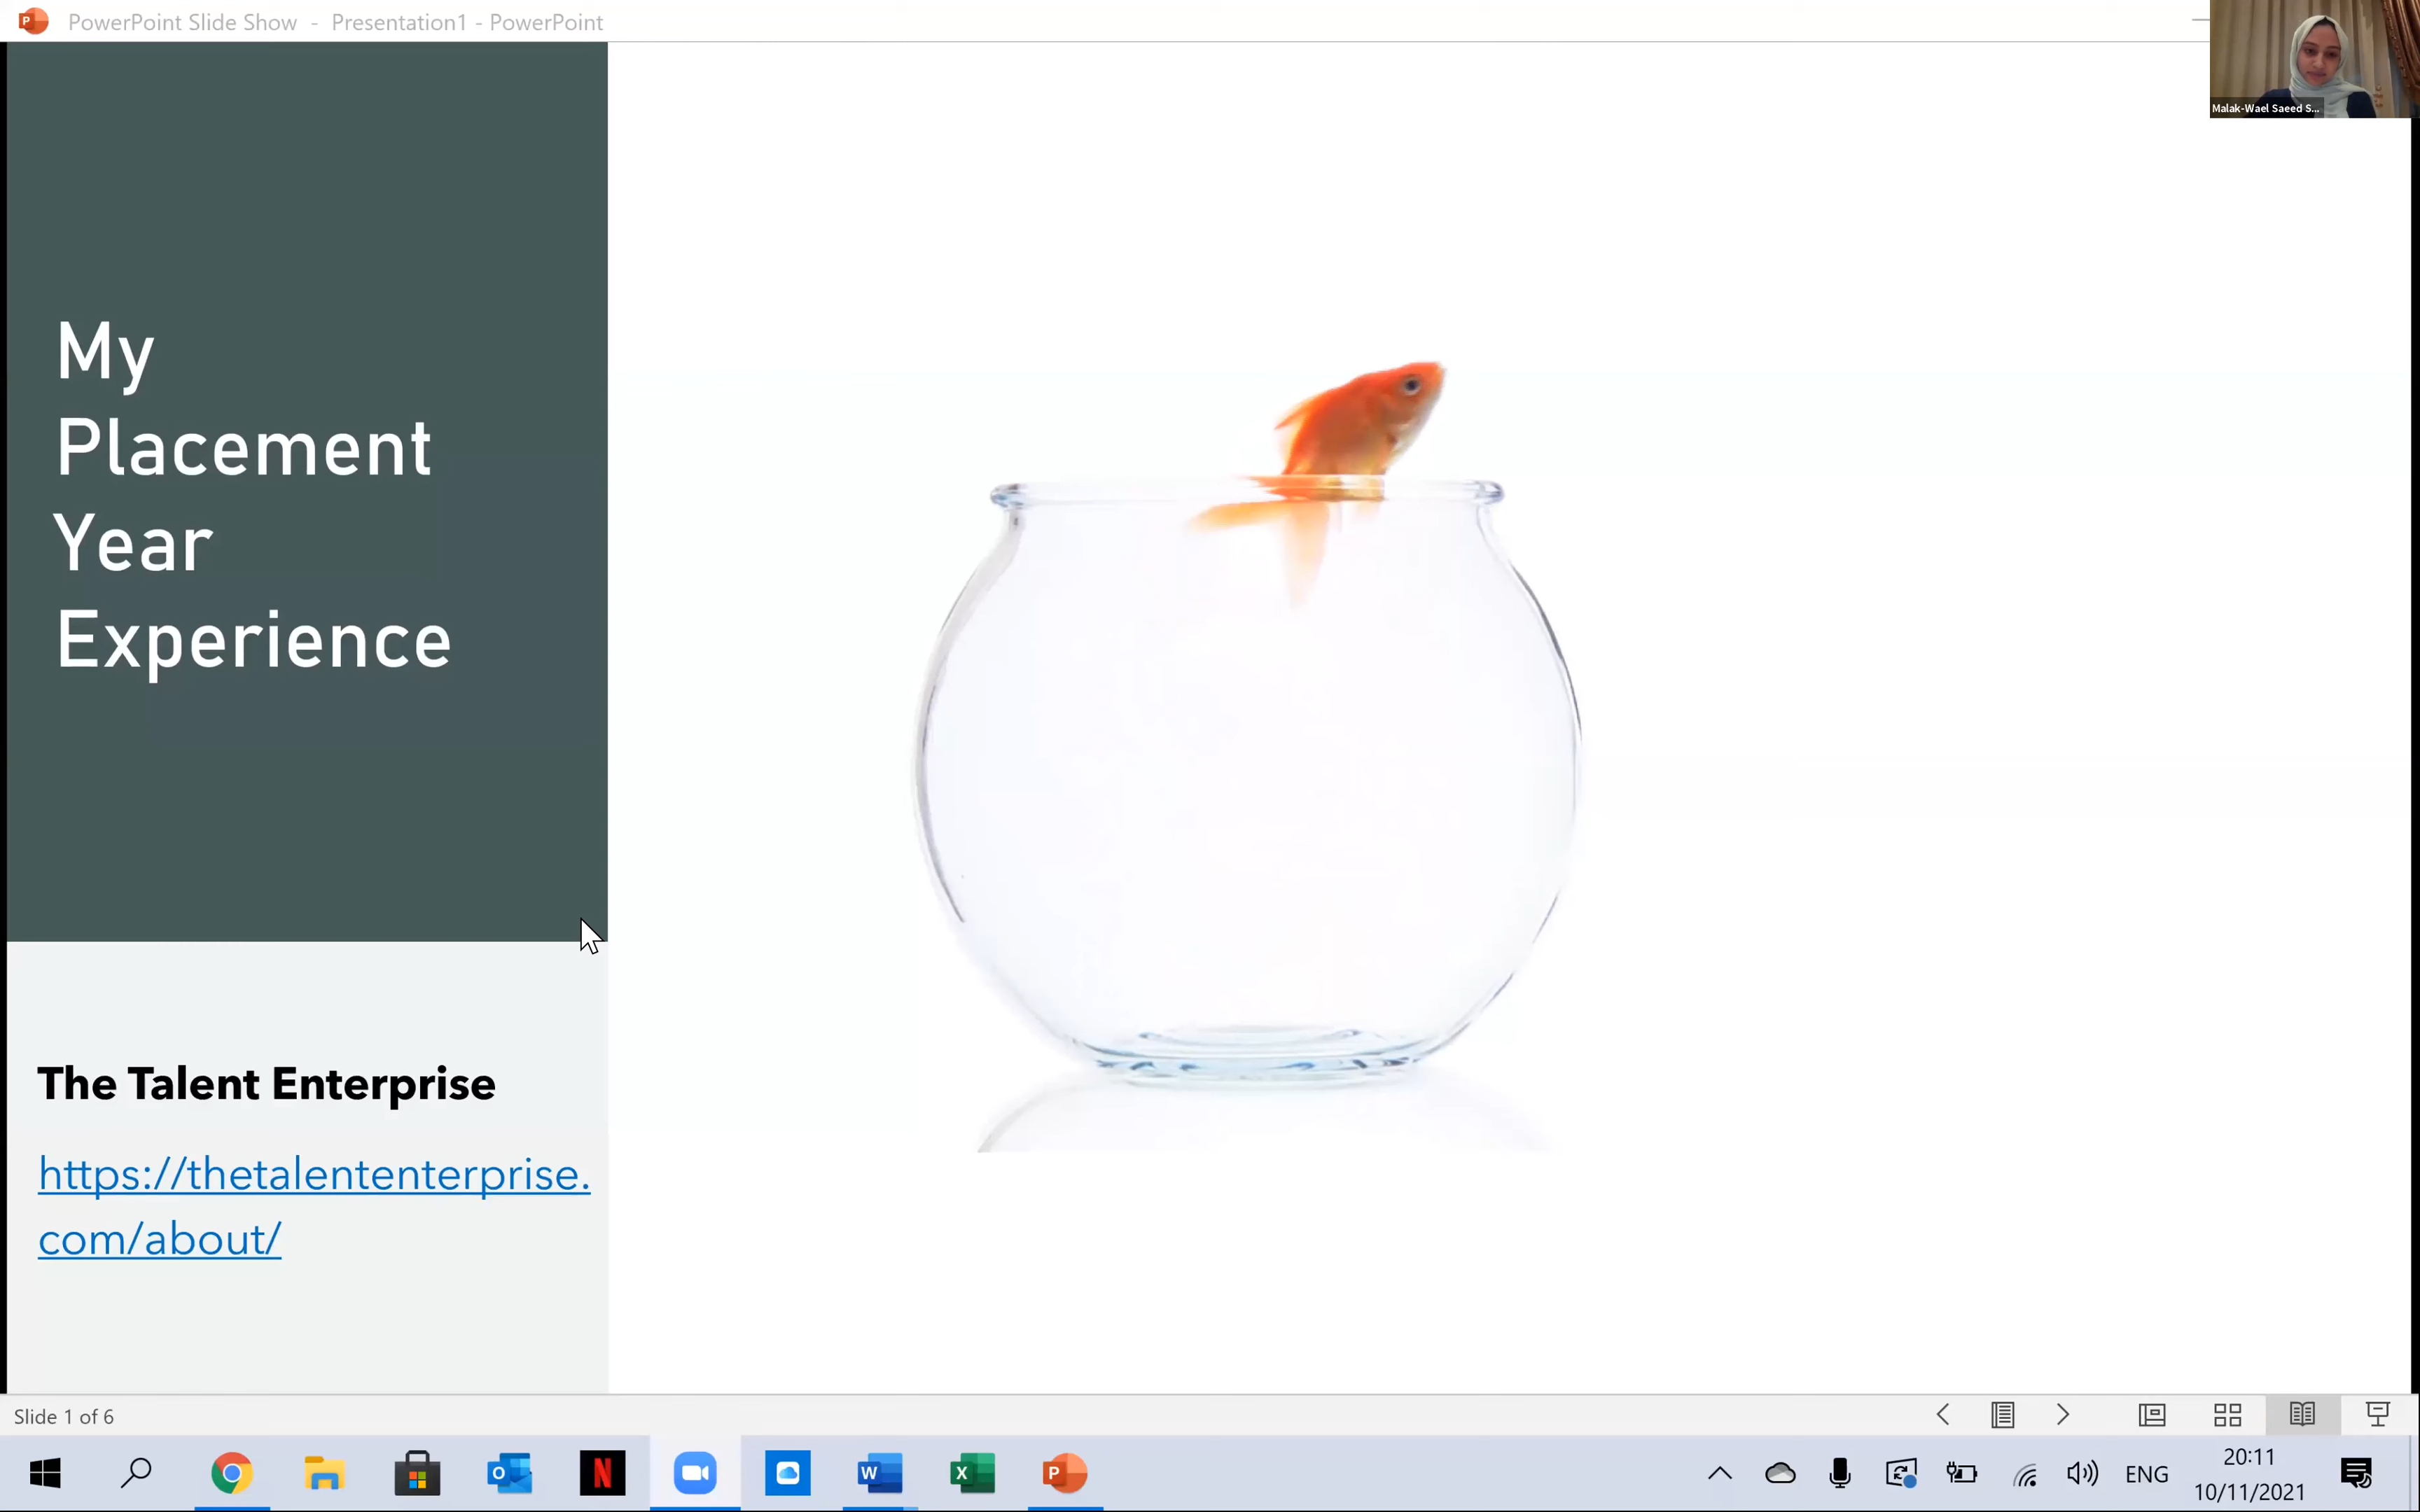 PowerPoint Slide Show - Presentation1 - PowerPoint
Malak-Wael Saeed S...
My
Placement
Year
Experience
The Talent Enterprise
https://thetalententerprise.
com/about/
Slide 1 of 6
ENG
20:11
10/11/2021